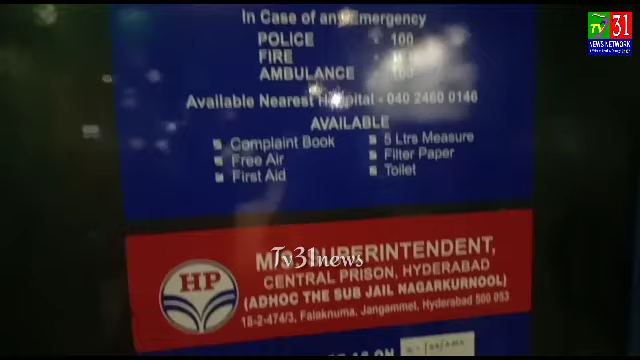 In Case of any Emergency
POLICE 100
FIRE
AMBULANCE
Available Nearest Hospital - 040 2460 0146
AVAILABLE
Complaint Book
5 Ltrs Measure
Free Air
Filter Paper
First Aid
Toilet
Tv31news
SUPERINTENDENT,
CENTRAL PRISON, HYDERABAD
(ADHOC THE SUB JAIL NAGARKURNOOL)
18-2-474/3, Falaknuma, Jangammet, Hyderabad 500 053
HP
TV 31
NEWS NETWORK